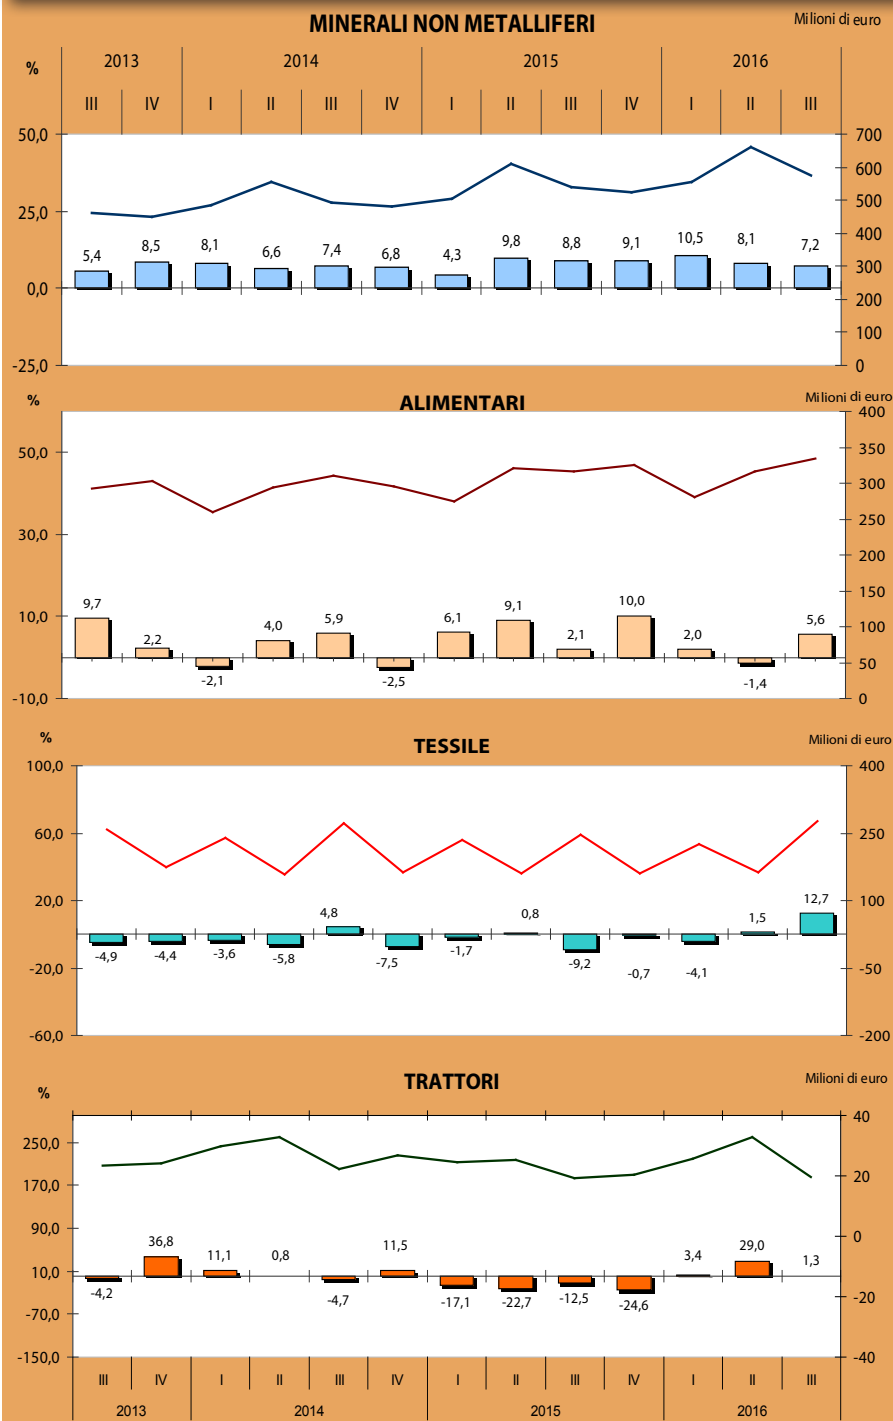 MINERALI NON METALLIFERI
Milioni di euro
% 2013 2014 2015 2016
III IV I II III IV I II III IV I II III
50,0 700
600
25,0 500
400
300
0,0 200
100
-25,0 0
5,4 8,5 8,1 6,6 7,4 6,8 4,3 9,8 8,8 9,1 10,5 8,1 7,2
% ALIMENTARI Milioni di euro
400
50,0 350
300
30,0 250
200
10,0 150
100
50
-10,0 0
9,7 2,2 -2,1 4,0 5,9 -2,5 6,1 9,1 2,1 10,0 2,0 -1,4 5,6
% TESSILE Milioni di euro
100,0 400
60,0 250
20,0 100
-20,0 -50
-60,0 -200
-4,9 -4,4 -3,6 -5,8 4,8 -7,5 -1,7 0,8 -9,2 -0,7 -4,1 1,5 12,7
% TRATTORI Milioni di euro
40
250,0
170,0 20
90,0 0
10,0
-70,0 -20
-150,0 -40
-4,2 36,8 11,1 0,8 -4,7 11,5 -17,1 -22,7 -12,5 -24,6 3,4 29,0 1,3
III IV I II III IV I II III IV I II III
2013 2014 2015 2016